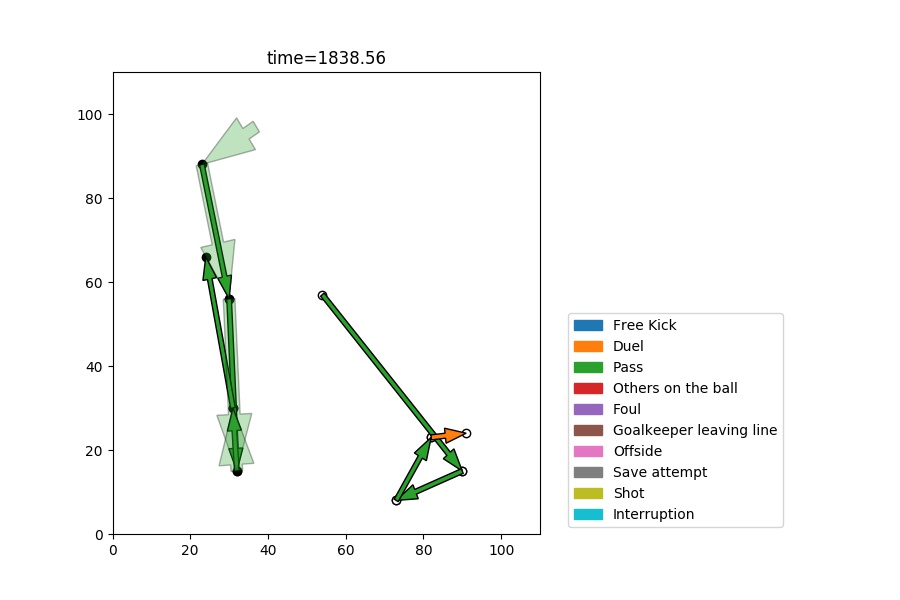 time=1838.56
100
80
60
40
20
0
0 20 40 60 80 100
Free Kick
Duel
Pass
Others on the ball
Foul
Goalkeeper leaving line
Offside
Save attempt
Shot
Interruption